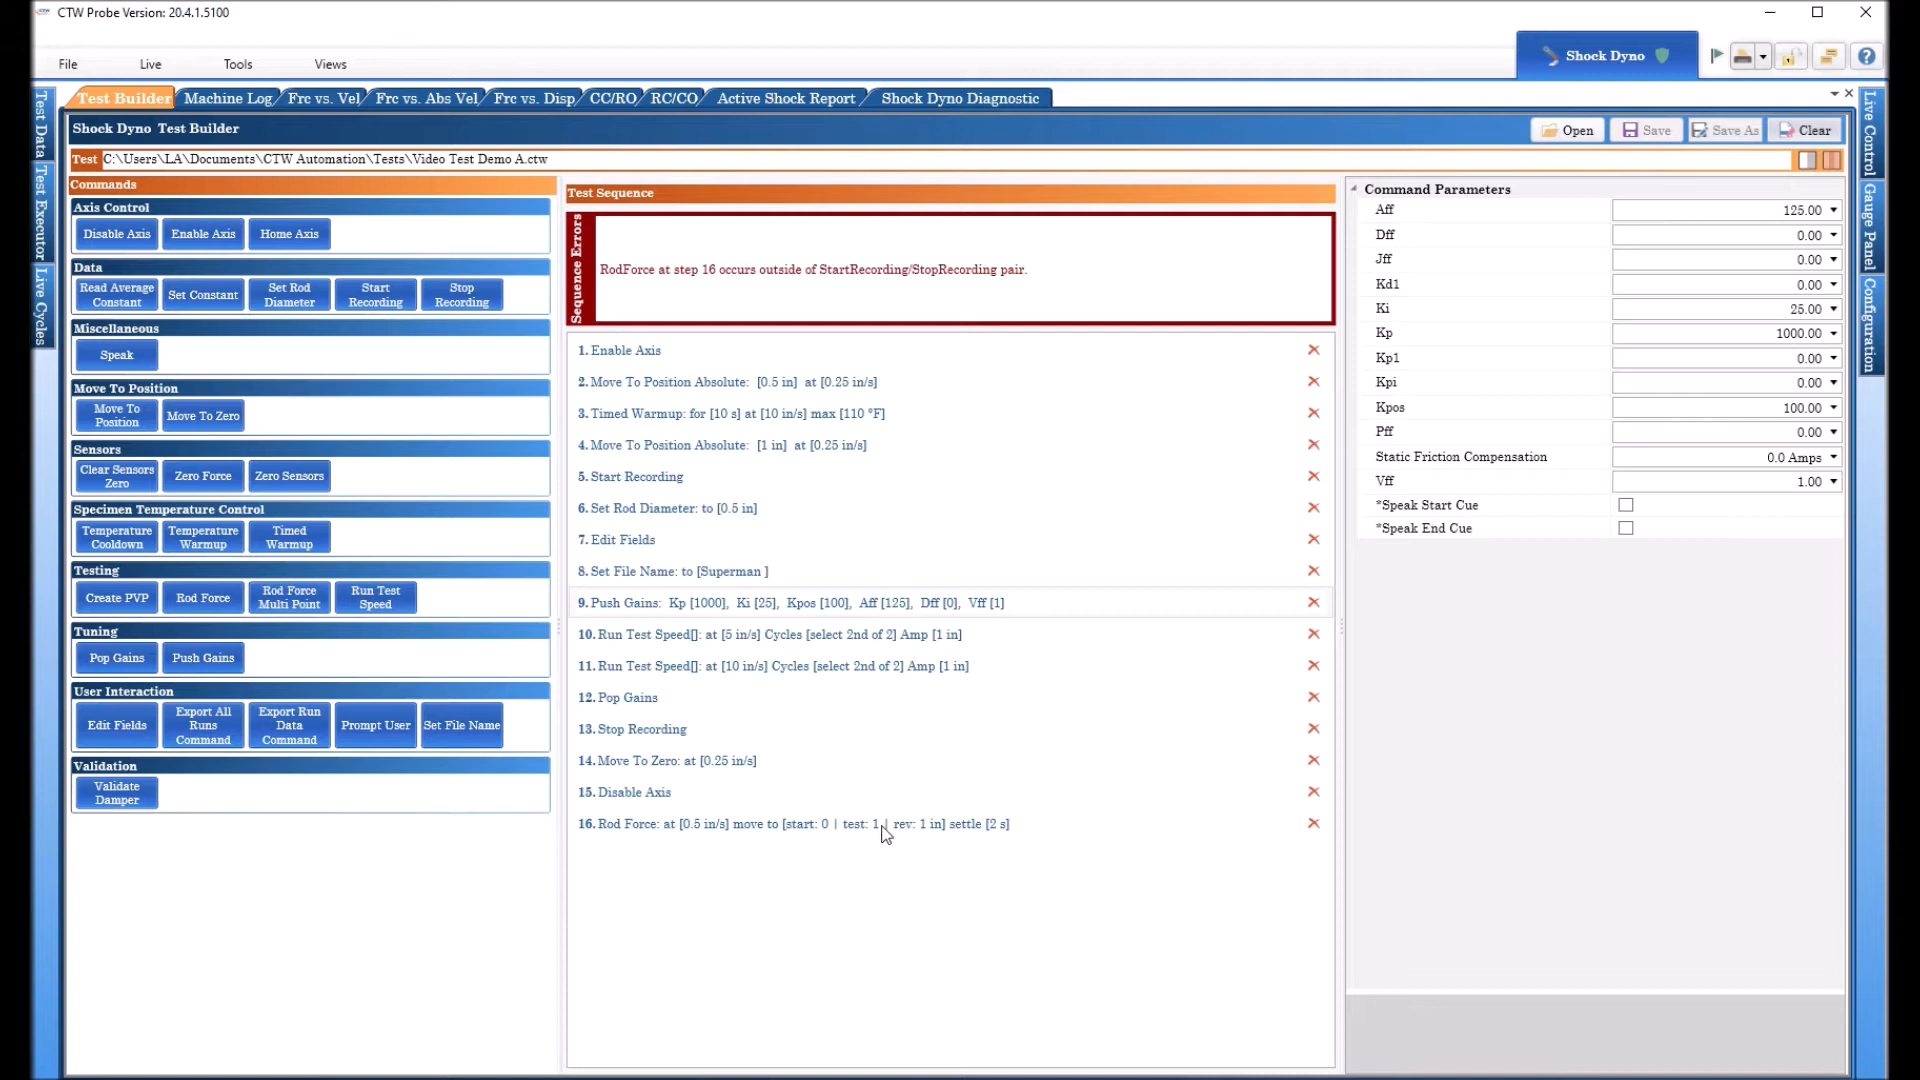 CTW Probe Version: 20.4.1.5100
File Live Tools Views
Shock Dyno
Test Builder Machine Log Frc vs. Vel Frc vs. Abs Vel Frc vs. Disp CC/RO RC/CO Active Shock Report Shock Dyno Diagnostic
Test Data
Test Executor
Live Cycles
Live Control
Gauge Panel
Configuration
Shock Dyno Test Builder
Open Save Save As Clear
Test C:\Users\LA\Documents\CTW Automation\Tests\Video Test Demo A.ctw
Commands
Axis Control
Disable Axis Enable Axis Home Axis
Data
Read Average Constant
Set Constant
Set Rod Diameter
Start Recording
Stop Recording
Miscellaneous
Speak
Move To Position
Move To Position
Move To Zero
Sensors
Clear Sensors Zero
Zero Force
Zero Sensors
Specimen Temperature Control
Temperature Cooldown
Temperature Warmup
Timed Warmup
Testing
Create PVP
Rod Force
Rod Force Multi Point
Run Test Speed
Tuning
Pop Gains Push Gains
User Interaction
Edit Fields
Export All Runs Command
Export Run Data Command
Prompt User
Set File Name
Validation
Validate Damper
Test Sequence
Sequence Errors
RodForce at step 16 occurs outside of StartRecording/StopRecording pair.
1. Enable Axis
2. Move To Position Absolute: [0.5 in] at [0.25 in/s]
3. Timed Warmup: for [10 s] at [10 in/s] max [110 °F]
4. Move To Position Absolute: [1 in] at [0.25 in/s]
5. Start Recording
6. Set Rod Diameter: to [0.5 in]
7. Edit Fields
8. Set File Name: to [Superman ]
9. Push Gains: Kp [1000], Ki [25], Kpos [100], Aff [125], Dff [0], Vff [1]
10. Run Test Speed[]: at [5 in/s] Cycles [select 2nd of 2] Amp [1 in]
11. Run Test Speed[]: at [10 in/s] Cycles [select 2nd of 2] Amp [1 in]
12. Pop Gains
13. Stop Recording
14. Move To Zero: at [0.25 in/s]
15. Disable Axis
16. Rod Force: at [0.5 in/s] move to [start: 0 | test: 1 | rev: 1 in] settle [2 s]
Command Parameters
Aff 125.00
Dff 0.00
Jff 0.00
Kd1 0.00
Ki 25.00
Kp 1000.00
Kp1 0.00
Kpi 0.00
Kpos 100.00
Pff 0.00
Static Friction Compensation 0.0 Amps
Vff 1.00
*Speak Start Cue
*Speak End Cue